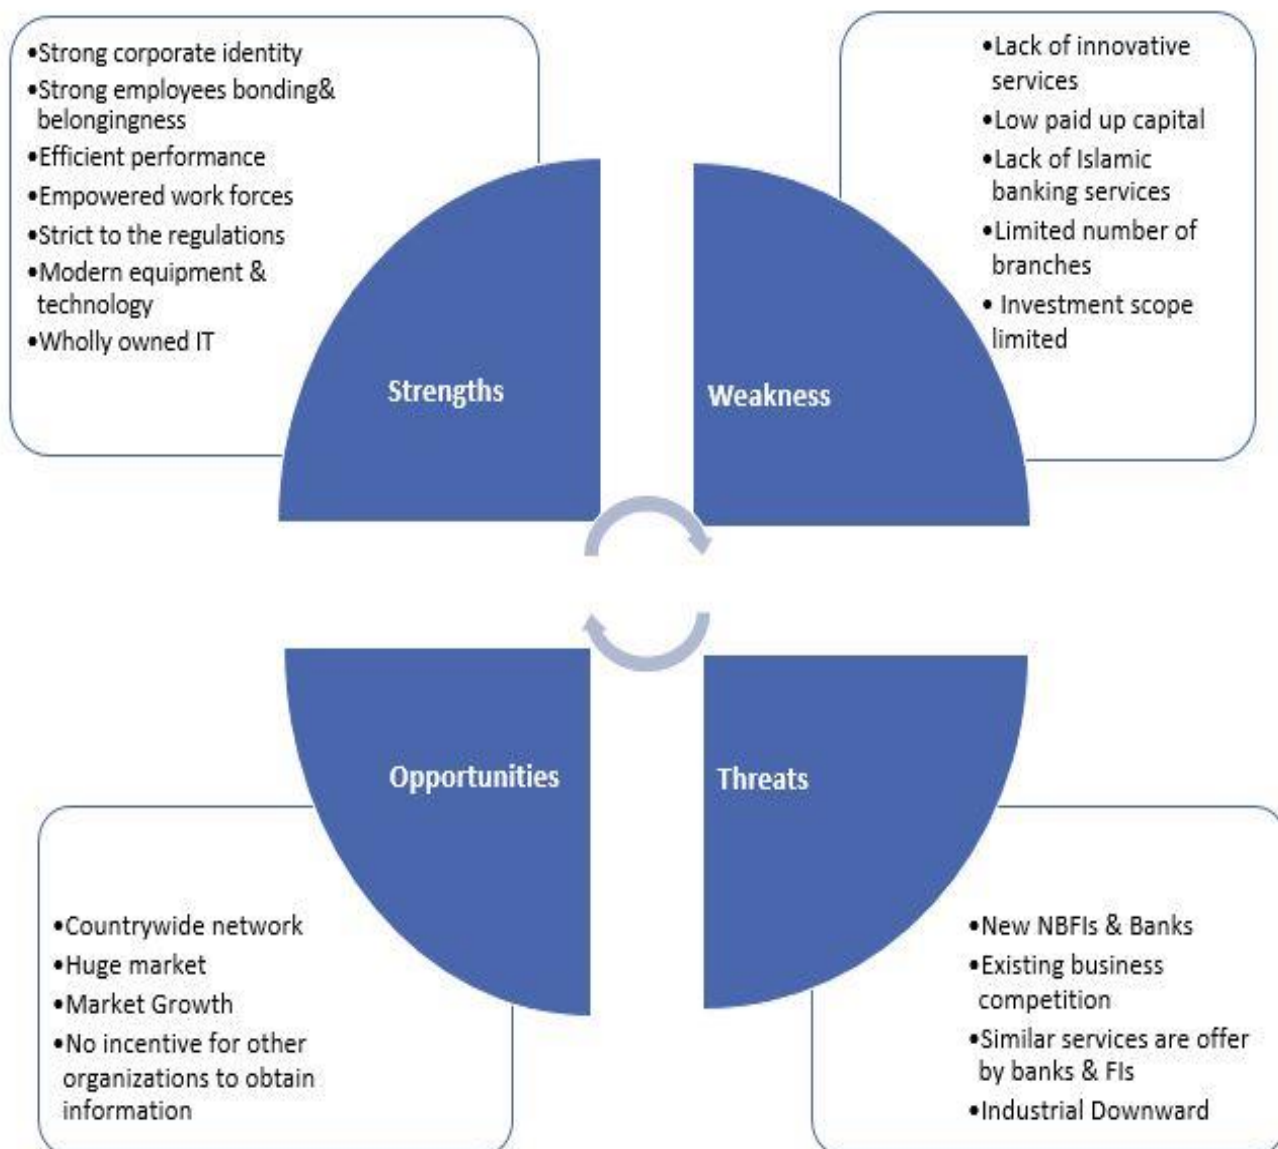 •Strong corporate identity
•Strong employees bonding&
belongingness
•Efficient performance
•Empowered work forces
•Strict to the regulations
•Modern equipment &
technology
•Wholly owned IT
Strengths
•Lack of innovative
services
•Low paid up capital
•Lack of Islamic
banking services
•Limited number of
branches
• Investment scope
limited
Weakness
Opportunities
•Countrywide network
•Huge market
•Market Growth
•No incentive for other
organizations to obtain
information
Threats
•New NBFIs & Banks
•Existing business
competition
•Similar services are offer
by banks & FIs
•Industrial Downward